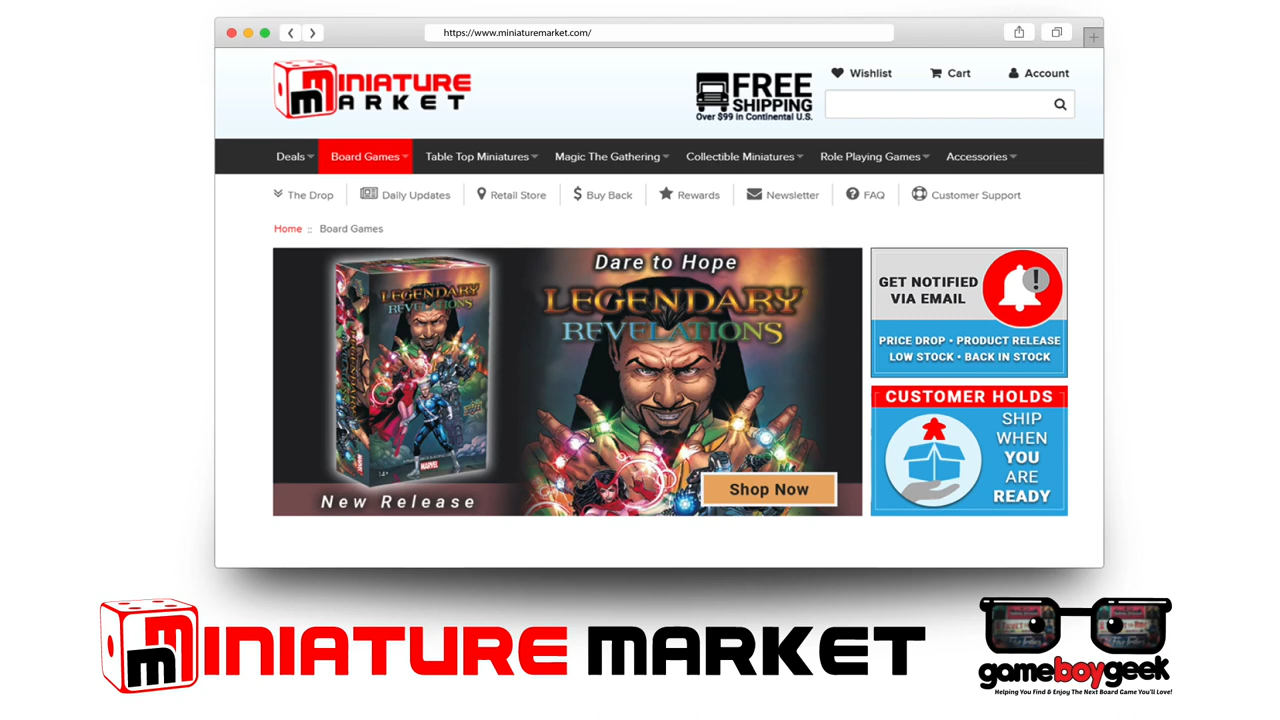 https://www.miniaturemarket.com/
MINIATURE
MARKET
FREE
SHIPPING
Over $99 in Continental U.S.
Wishlist
Cart
Account
Deals
Board Games
Table Top Miniatures
Magic The Gathering
Collectible Miniatures
Role Playing Games
Accessories
The Drop
Daily Updates
Retail Store
Buy Back
Rewards
Newsletter
FAQ
Customer Support
Home :: Board Games
LEGENDARY
REVELATIONS
MARVEL
New Release
Dare to Hope
LEGENDARY
REVELATIONS
Shop Now
GET NOTIFIED
VIA EMAIL
PRICE DROP • PRODUCT RELEASE
LOW STOCK • BACK IN STOCK
CUSTOMER HOLDS
SHIP
WHEN
YOU
ARE
READY
MINIATURE MARKET
gameboygeek
Helping You Find & Enjoy The Next Board Game You'll Love!